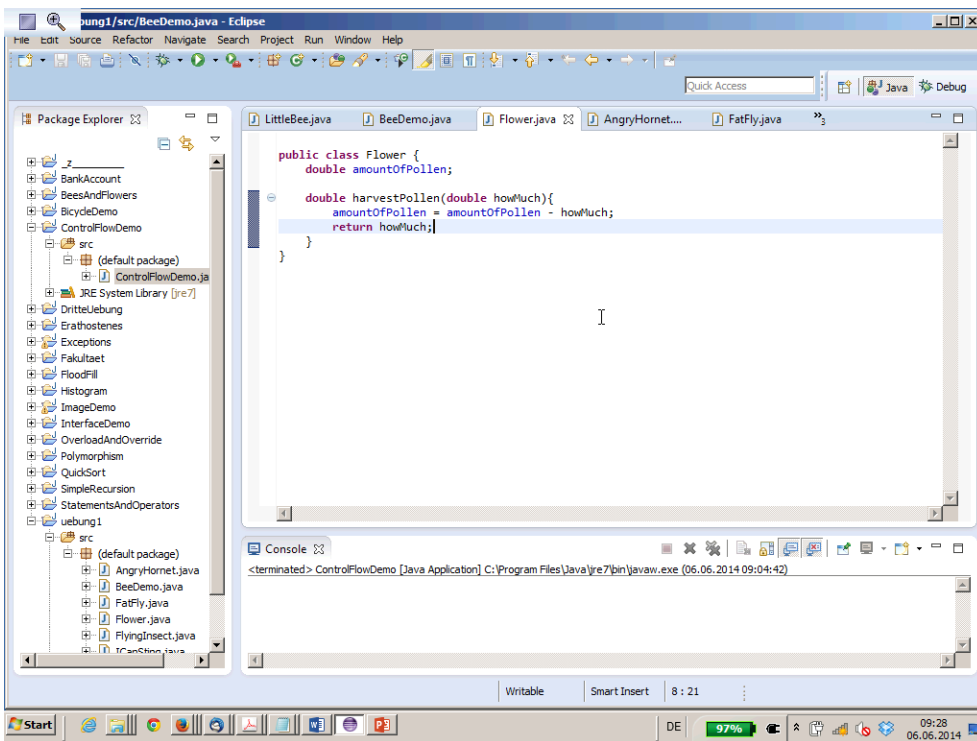 bung1/src/BeeDemo.java - Eclipse
File Edit Source Refactor Navigate Search Project Run Window Help
Quick Access
Java
Debug
Package Explorer
LittleBee.java
BeeDemo.java
Flower.java
AngryHornet....
FatFly.java
»3
_z_________
BankAccount
BeesAndFlowers
BicycleDemo
ControlFlowDemo
src
(default package)
ControlFlowDemo.ja
JRE System Library [jre7]
DritteUebung
Erathostenes
Exceptions
Fakultaet
FloodFill
Histogram
ImageDemo
InterfaceDemo
OverloadAndOverride
Polymorphism
QuickSort
SimpleRecursion
StatementsAndOperators
uebung1
src
(default package)
AngryHornet.java
BeeDemo.java
FatFly.java
Flower.java
FlyingInsect.java
ICanSting.java
public class Flower {
double amountOfPollen;
double harvestPollen(double howMuch){
amountOfPollen = amountOfPollen - howMuch;
return howMuch;
}
}
Console
<terminated> ControlFlowDemo [Java Application] C:\Program Files\Java\jre7\bin\javaw.exe (06.06.2014 09:04:42)
Writable
Smart Insert
8 : 21
Start
DE
97%
09:28
06.06.2014